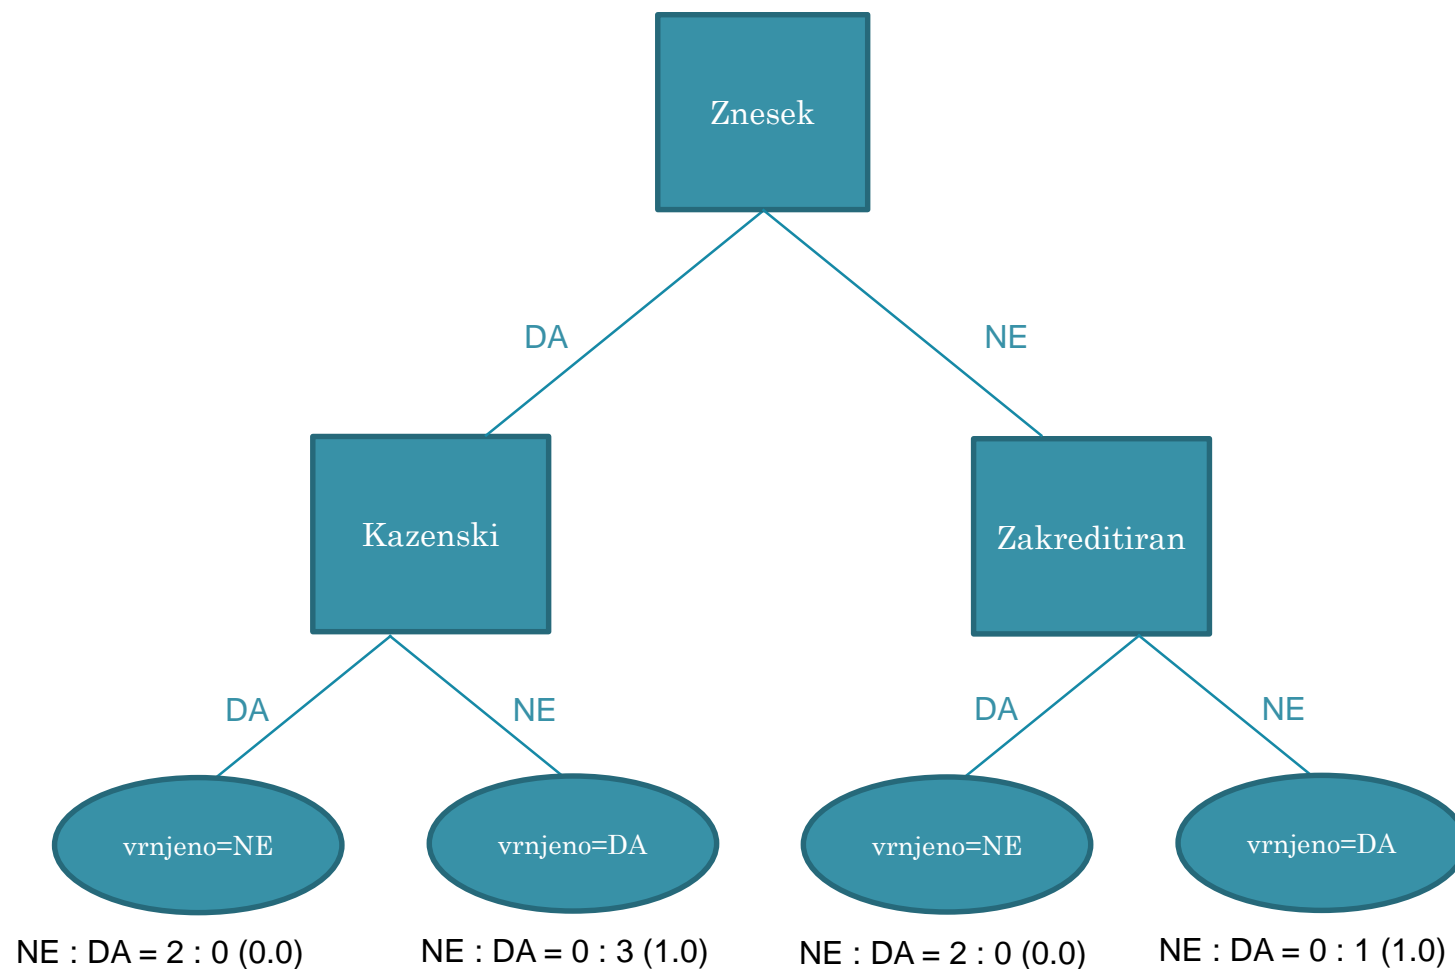 Znesek
DA
NE
Kazenski
Zakreditiran
DA
NE
DA
NE
vrnjeno=NE
vrnjeno=DA
vrnjeno=NE
vrnjeno=DA
NE : DA = 2 : 0 (0.0)
NE : DA = 0 : 3 (1.0)
NE : DA = 2 : 0 (0.0)
NE : DA = 0 : 1 (1.0)